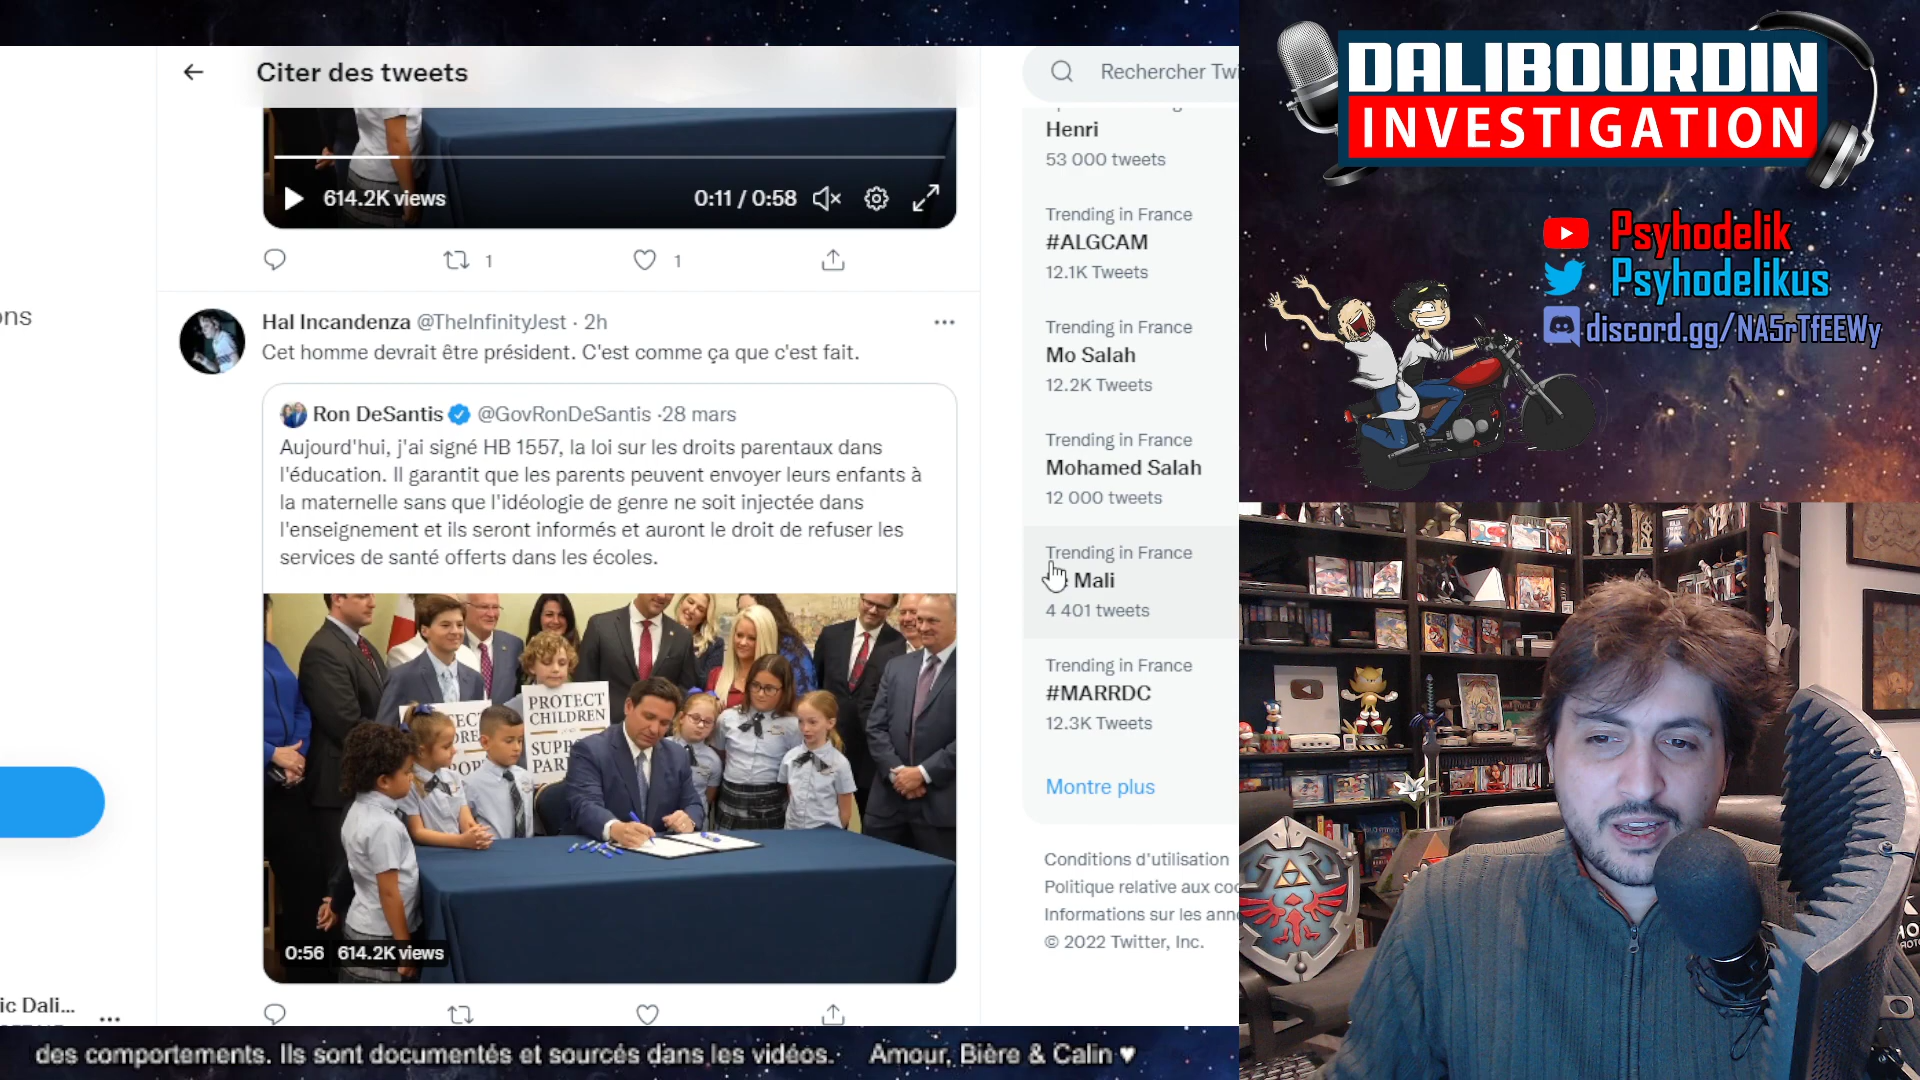 Citer des tweets
614.2K views
0:11 / 0:58
1
1
Hal Incandenza @TheInfinityJest · 2h
Cet homme devrait être président. C'est comme ça que c'est fait.
Ron DeSantis @GovRonDeSantis ·28 mars
Aujourd'hui, j'ai signé HB 1557, la loi sur les droits parentaux dans
l'éducation. Il garantit que les parents peuvent envoyer leurs enfants à
la maternelle sans que l'idéologie de genre ne soit injectée dans
l'enseignement et ils seront informés et auront le droit de refuser les
services de santé offerts dans les écoles.
PROTECT
CHILDREN
SUPP
PAR
0:56 614.2K views
ons
ic Dali...
Rechercher Twi
Henri
53 000 tweets
Trending in France
#ALGCAM
12.1K Tweets
Trending in France
Mo Salah
12.2K Tweets
Trending in France
Mohamed Salah
12 000 tweets
Trending in France
Mali
4 401 tweets
Trending in France
#MARRDC
12.3K Tweets
Montre plus
Conditions d'utilisation
Politique relative aux coo
Informations sur les anno
© 2022 Twitter, Inc.
DALIBOURDIN
INVESTIGATION
Psyhodelik
Psyhodelikus
discord.gg/NA5rTfEEWy
des comportements. Ils sont documentés et sourcés dans les vidéos. Amour, Bière & Calin ♥